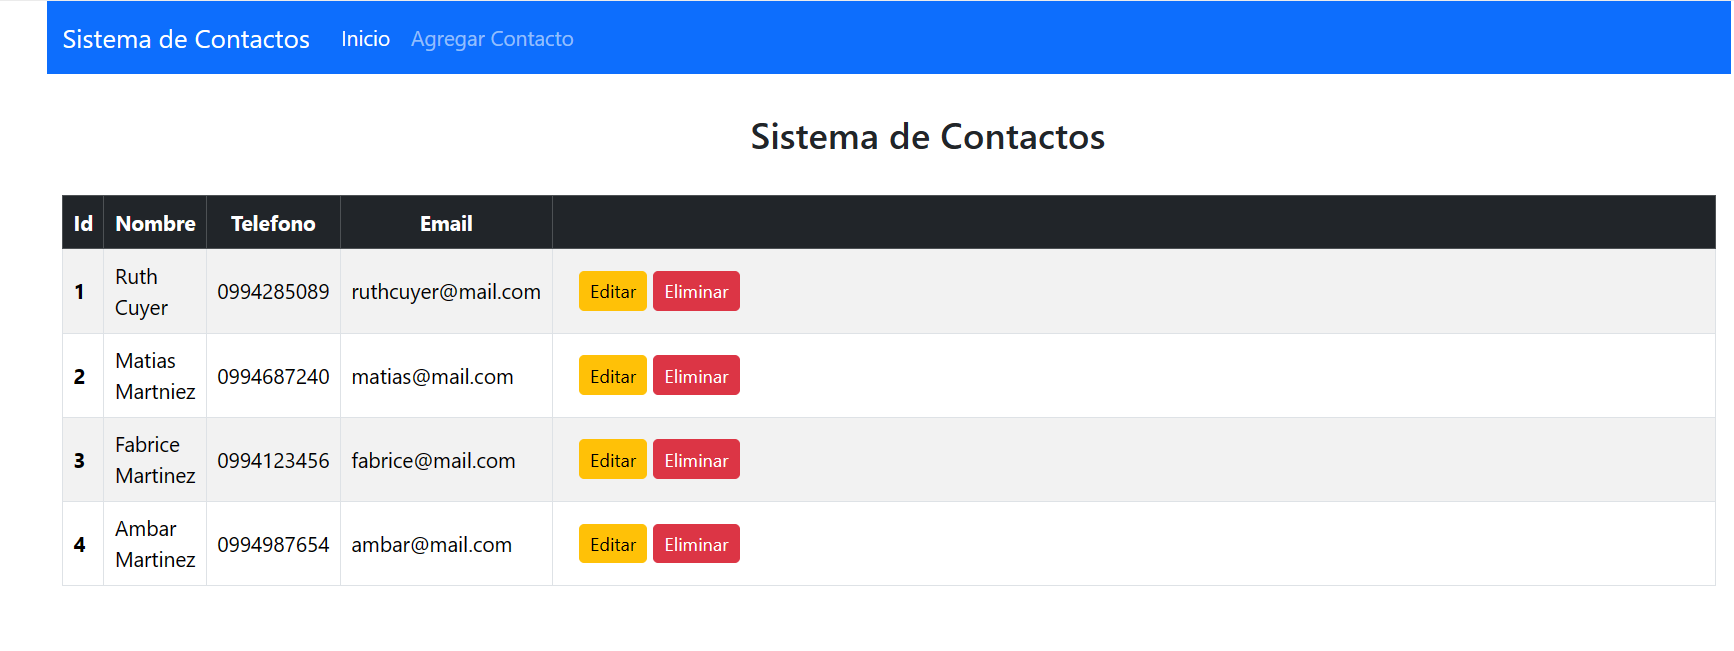 Sistema de Contactos Inicio Agregar Contacto
Sistema de Contactos
Id Nombre Telefono Email
1 Ruth Cuyer 0994285089 ruthcuyer@mail.com Editar Eliminar
2 Matias Martniez 0994687240 matias@mail.com Editar Eliminar
3 Fabrice Martinez 0994123456 fabrice@mail.com Editar Eliminar
4 Ambar Martinez 0994987654 ambar@mail.com Editar Eliminar